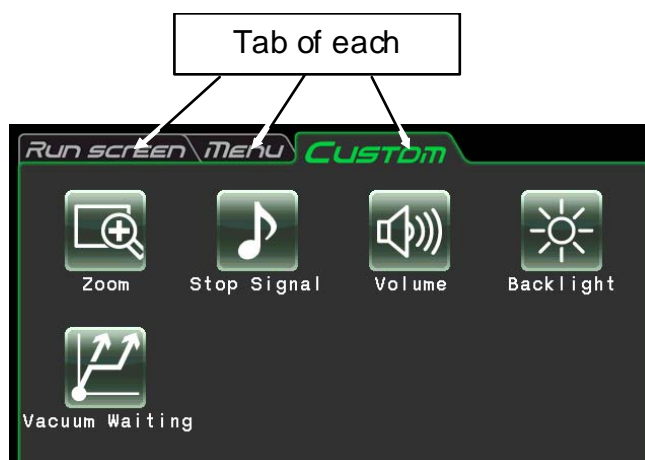 Tab of each
Run screen Menu Custom
Zoom Stop Signal Volume Backlight
Vacuum Waiting